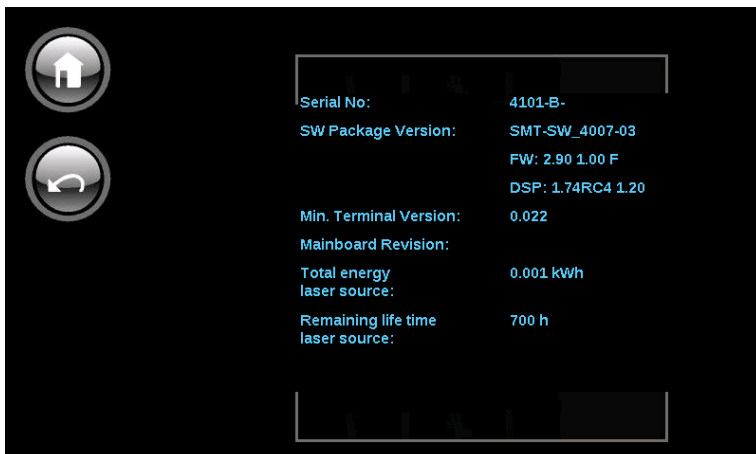 Serial No: 4101-B-
SW Package Version: SMT-SW_4007-03
FW: 2.90 1.00 F
DSP: 1.74RC4 1.20
Min. Terminal Version: 0.022
Mainboard Revision:
Total energy
laser source: 0.001 kWh
Remaining life time
laser source: 700 h